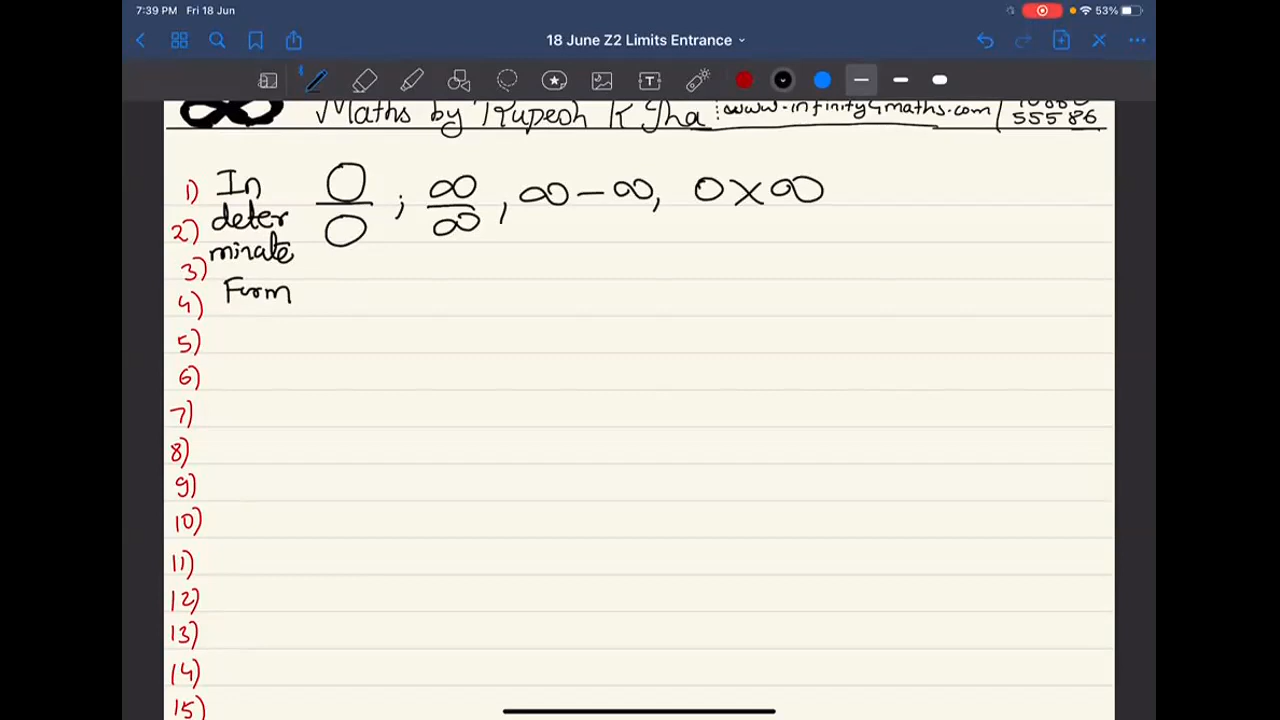 7:39 PM Fri 18 Jun
53%
18 June Z2 Limits Entrance
Maths by Rupesh K Jha www.infinity4maths.com
55586
1) In 0/0 ; ∞/∞ , ∞ - ∞, 0 × ∞
2) deter
minate
3)
Form
4)
5)
6)
7)
8)
9)
10)
11)
12)
13)
14)
15)